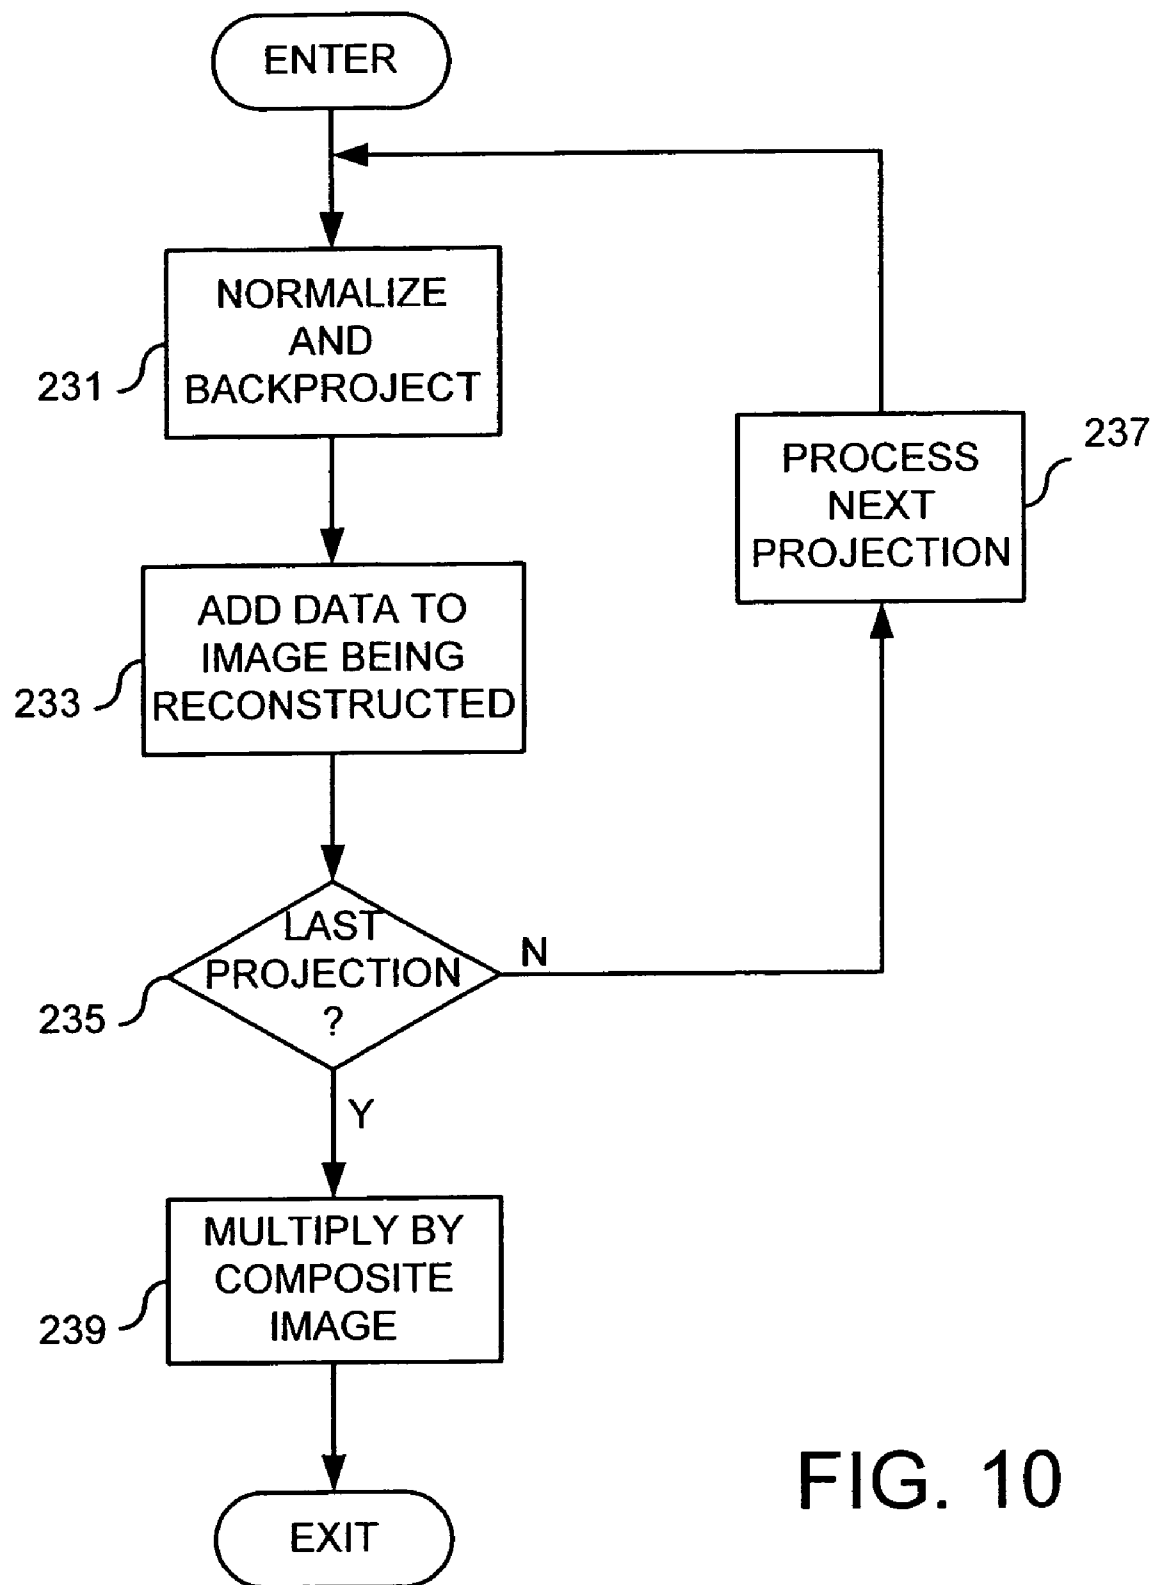 ENTER
NORMALIZE
AND
BACKPROJECT
231
PROCESS
NEXT
PROJECTION
237
ADD DATA TO
IMAGE BEING
RECONSTRUCTED
233
LAST
PROJECTION
?
235
N
Y
MULTIPLY BY
COMPOSITE
IMAGE
239
EXIT
FIG. 10